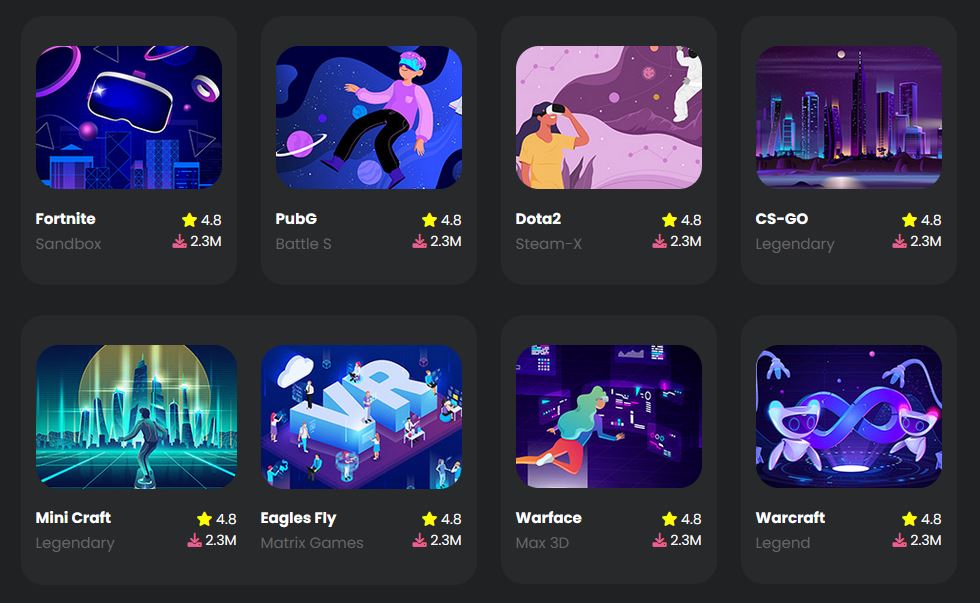 Fortnite
4.8
Sandbox
2.3M
PubG
4.8
Battle S
2.3M
Dota2
4.8
Steam-X
2.3M
CS-GO
4.8
Legendary
2.3M
Mini Craft
4.8
Legendary
2.3M
VR
Eagles Fly
4.8
Matrix Games
2.3M
Warface
4.8
Max 3D
2.3M
Warcraft
4.8
Legend
2.3M